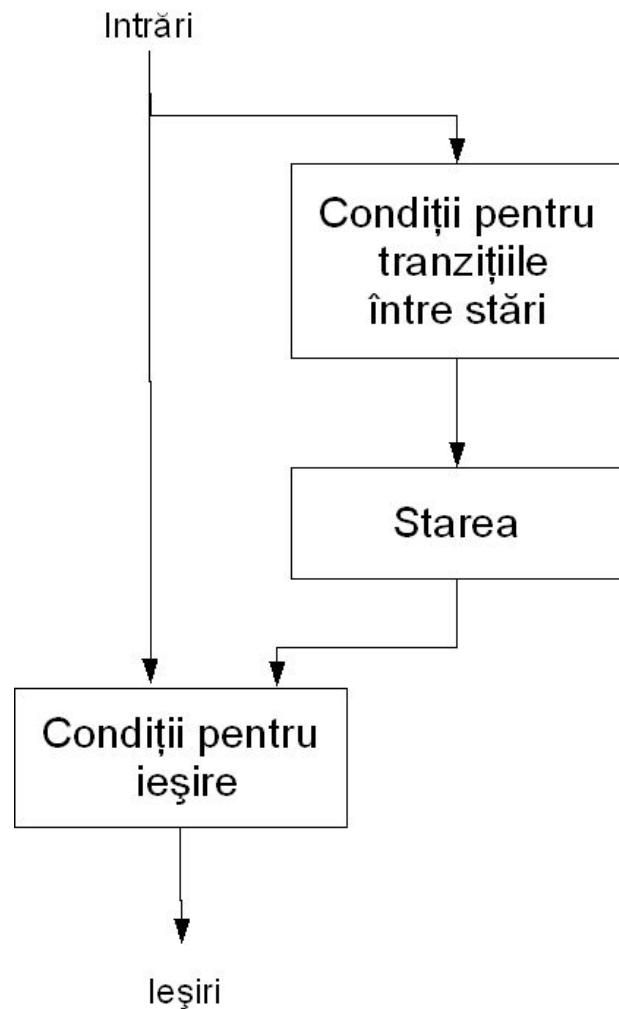 Intrări
Condiții pentru
tranzițiile
între stări
Starea
Condiții pentru
ieşire
Ieşiri